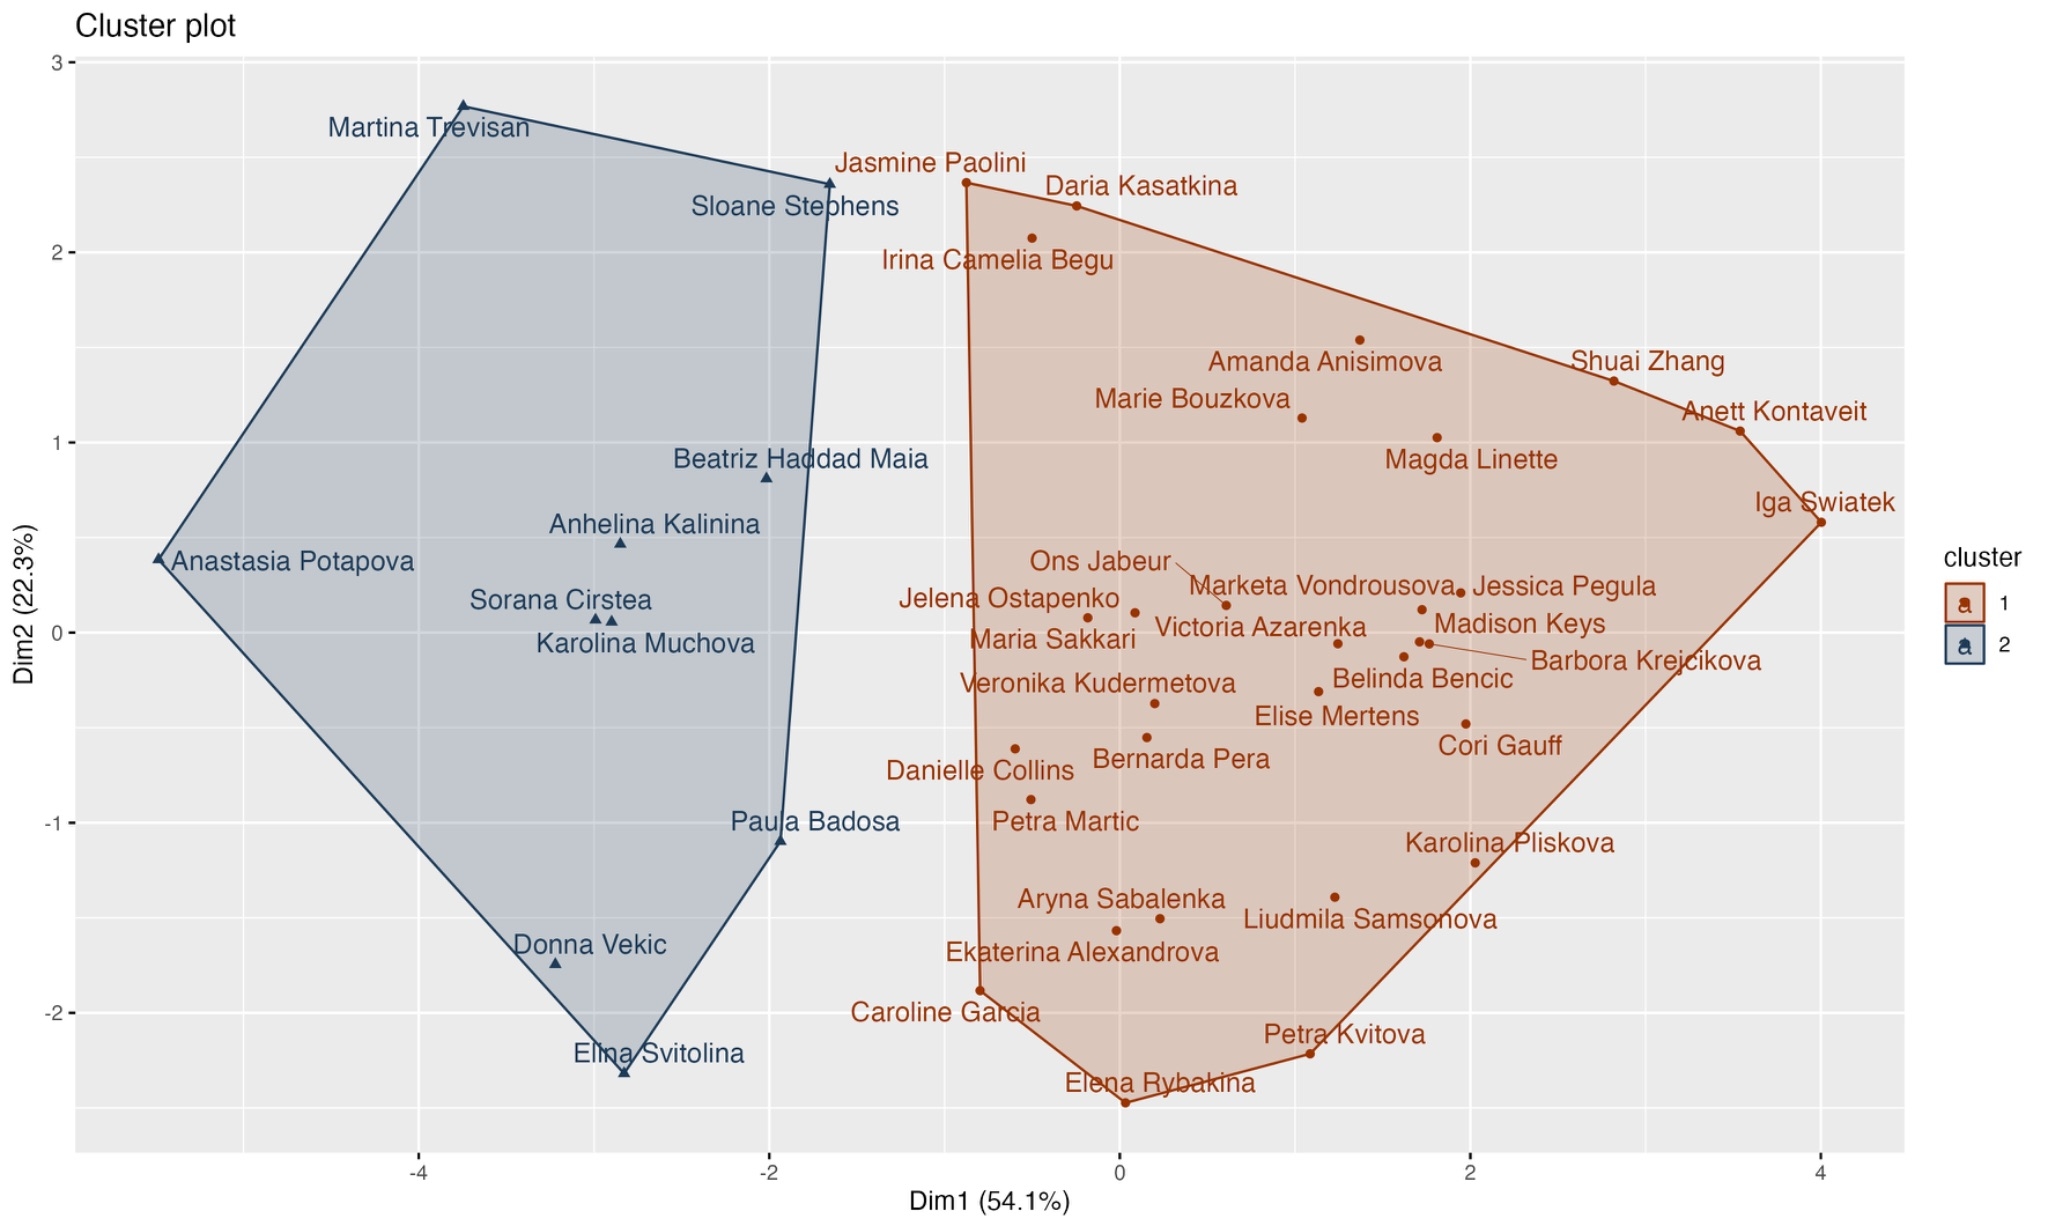 Cluster plot
3
Martina Trevisan
Jasmine Paolini
Daria Kasatkina
Sloane Stephens
2
Irina Camelia Begu
Amanda Anisimova
Shuai Zhang
Marie Bouzkova
Anett Kontaveit
1
Beatriz Haddad Maia
Magda Linette
Iga Swiatek
Anhelina Kalinina
Anastasia Potapova
Ons Jabeur
Marketa Vondrousova
Jessica Pegula
Sorana Cirstea
Jelena Ostapenko
Madison Keys
0
Karolina Muchova
Maria Sakkari
Victoria Azarenka
Barbora Krejcikova
Veronika Kudermetova
Belinda Bencic
Elise Mertens
Cori Gauff
Bernarda Pera
Danielle Collins
-1
Paula Badosa
Petra Martic
Karolina Pliskova
Aryna Sabalenka
Liudmila Samsonova
Donna Vekic
Ekaterina Alexandrova
-2
Caroline Garcia
Petra Kvitova
Elina Svitolina
Elena Rybakina
-4
-2
0
2
4
Dim1 (54.1%)
Dim2 (22.3%)
cluster
a 1
a 2